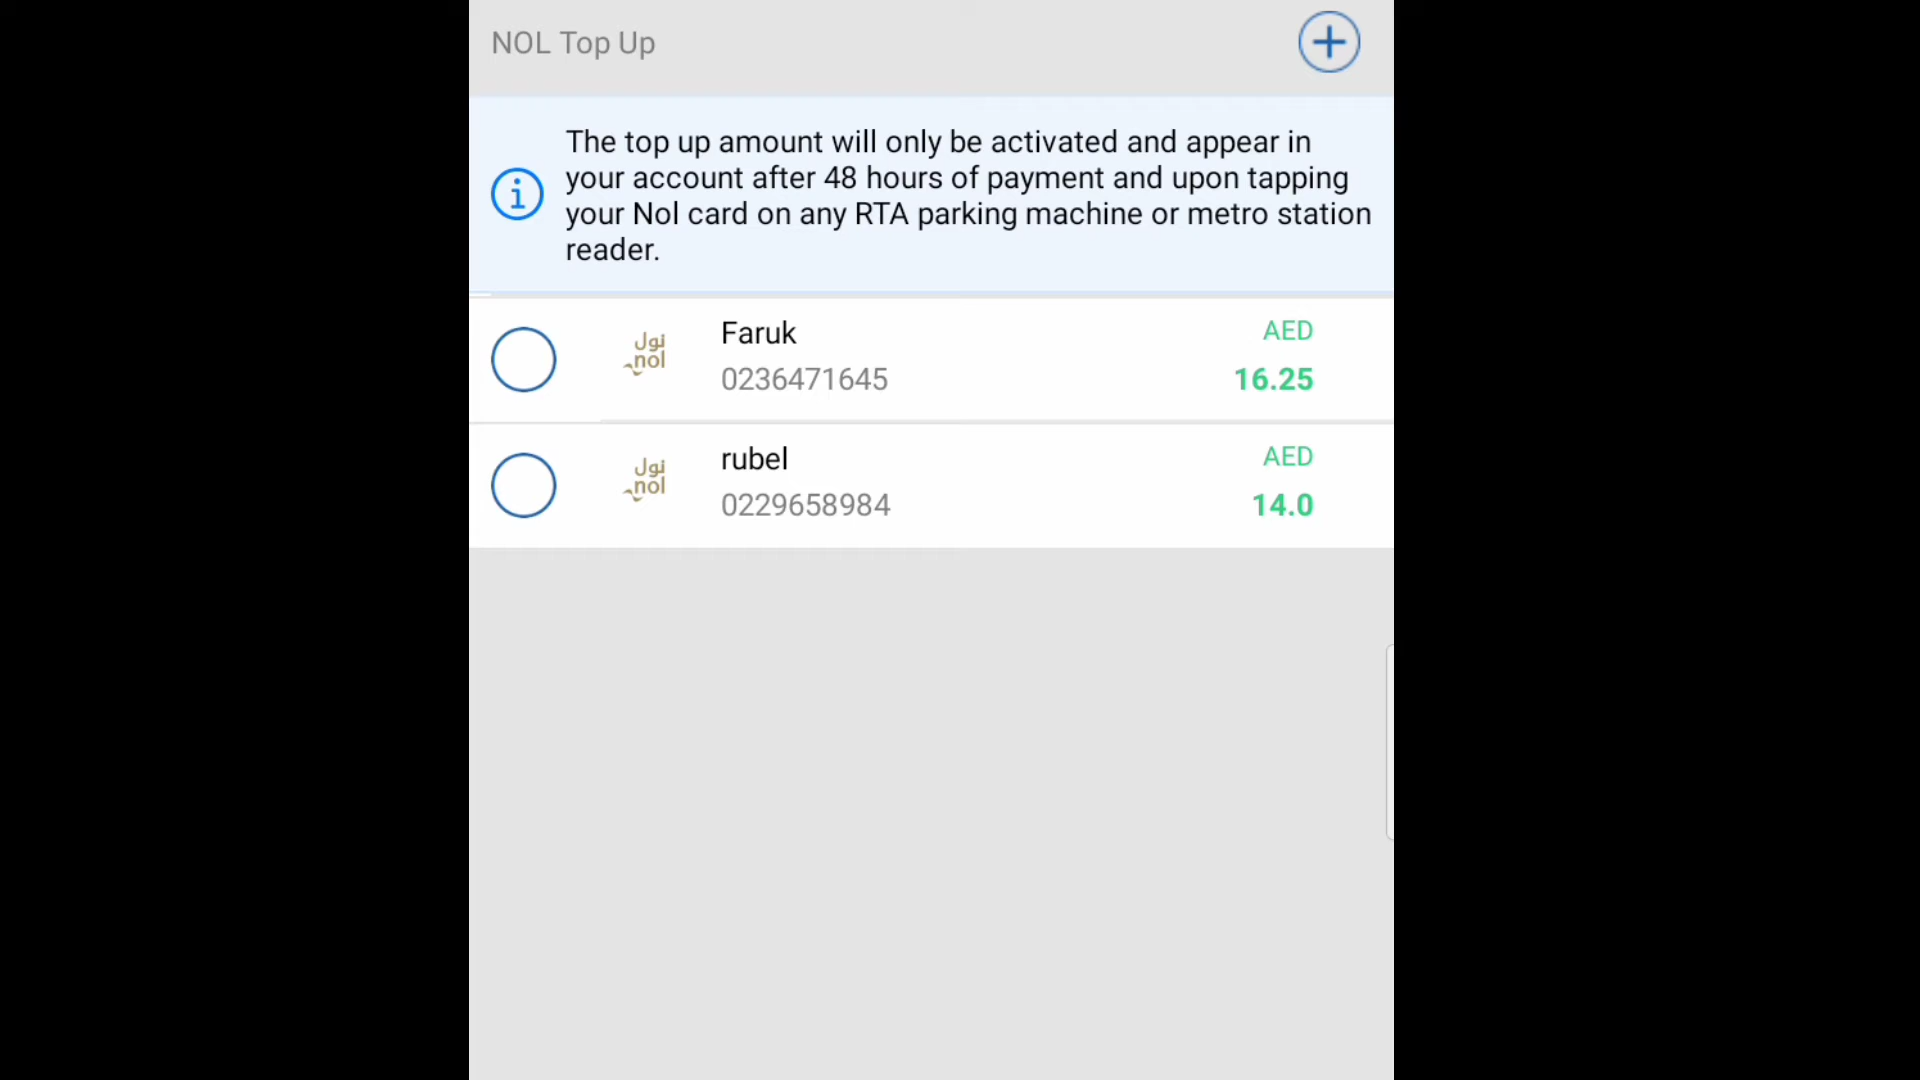 NOL Top Up
The top up amount will only be activated and appear in
your account after 48 hours of payment and upon tapping
your Nol card on any RTA parking machine or metro station
reader.
نول
nol
Faruk
0236471645
AED
16.25
نول
nol
rubel
0229658984
AED
14.0